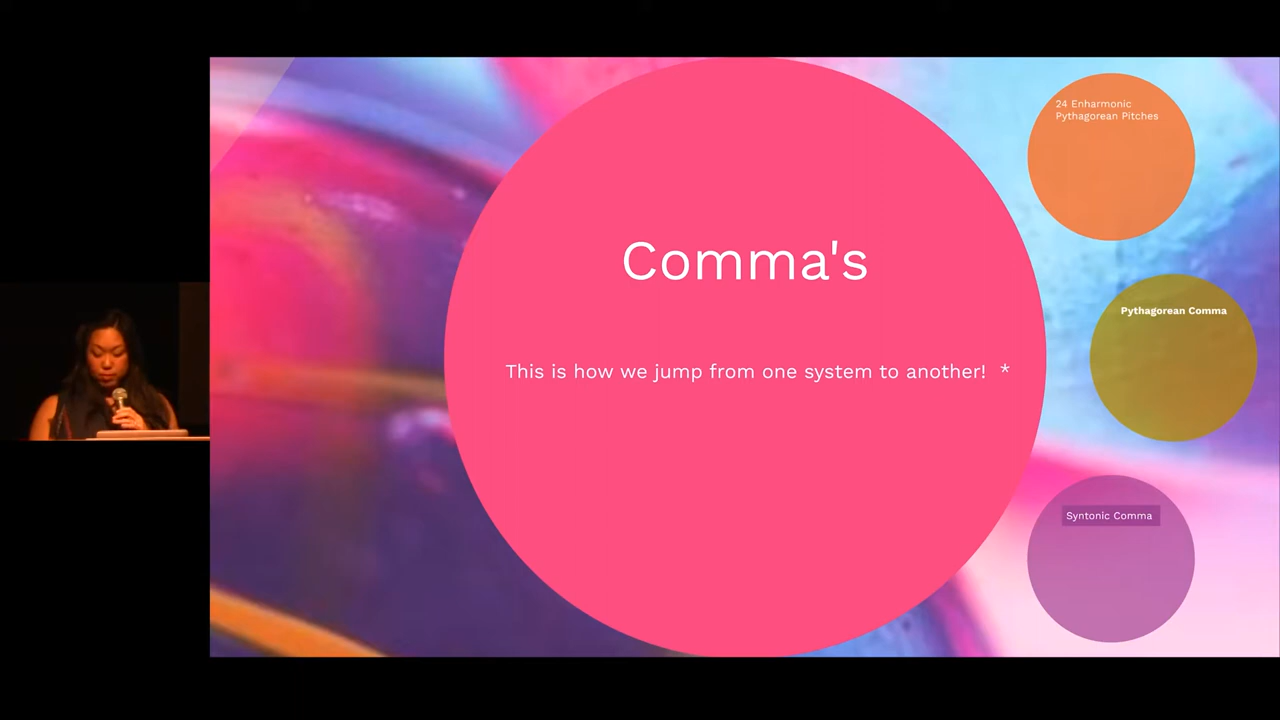 Comma's
This is how we jump from one system to another! *
24 Enharmonic
Pythagorean Pitches
Pythagorean Comma
Syntonic Comma